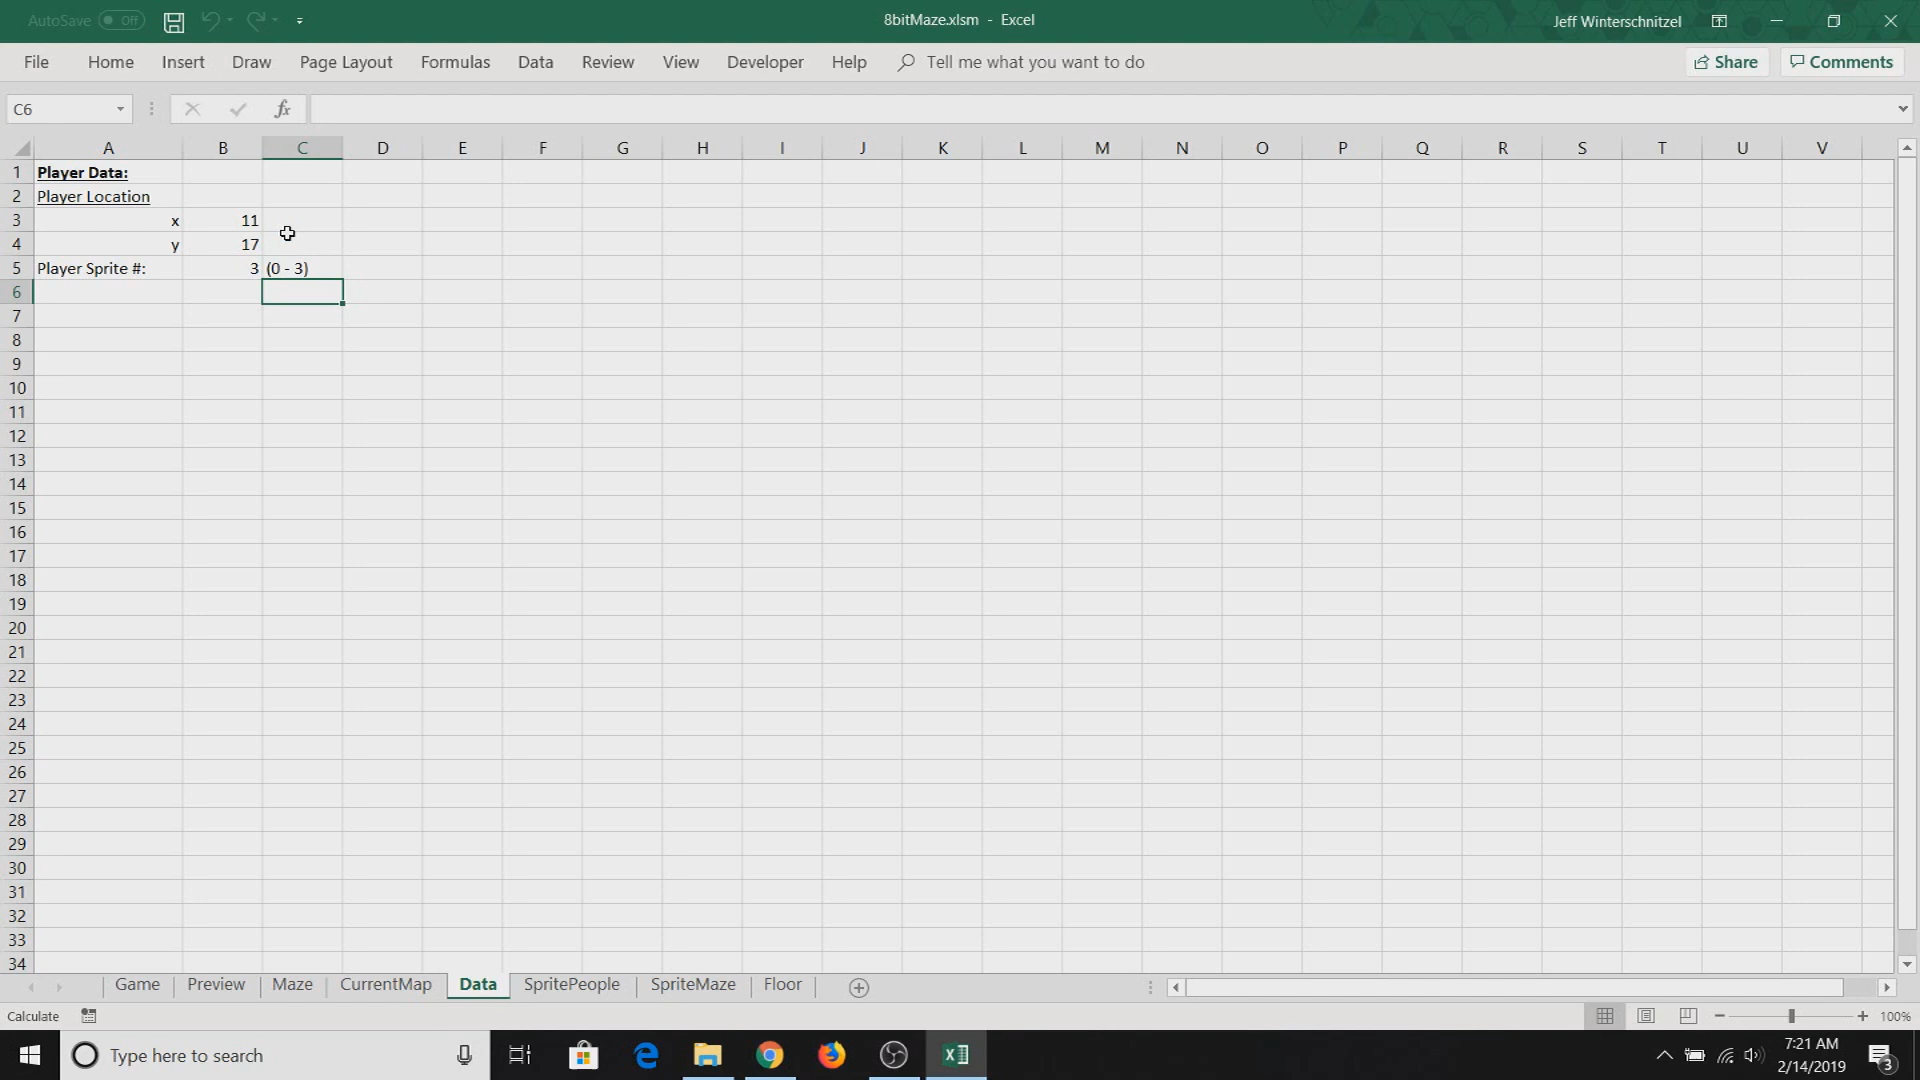 AutoSave Off
8bitMaze.xlsm - Excel
Jeff Winterschnitzel
File Home Insert Draw Page Layout Formulas Data Review View Developer Help Tell me what you want to do Share Comments
C6 fx
A B C D E F G H I J K L M N O P Q R S T U V
1 Player Data:
2 Player Location
3 x 11
4 y 17
5 Player Sprite #: 3 (0 - 3)
6
7
8
9
10
11
12
13
14
15
16
17
18
19
20
21
22
23
24
25
26
27
28
29
30
31
32
33
34
Game Preview Maze CurrentMap Data SpritePeople SpriteMaze Floor
Calculate 100%
Type here to search
7:21 AM
2/14/2019
3